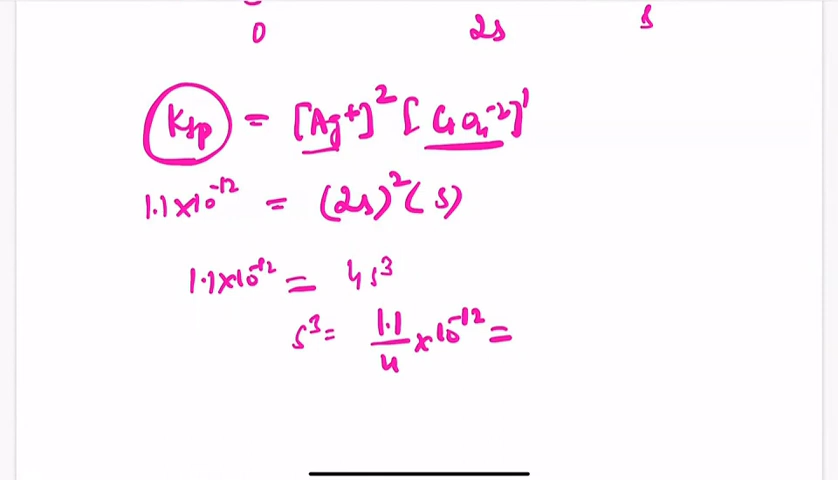 0 2s s
Ksp = [Ag+]² [CrO₄⁻²]¹
1.1×10⁻¹² = (2s)²(s)
1.1×10⁻¹² = 4s³
s³ = 1.1/4 ×10⁻¹² =